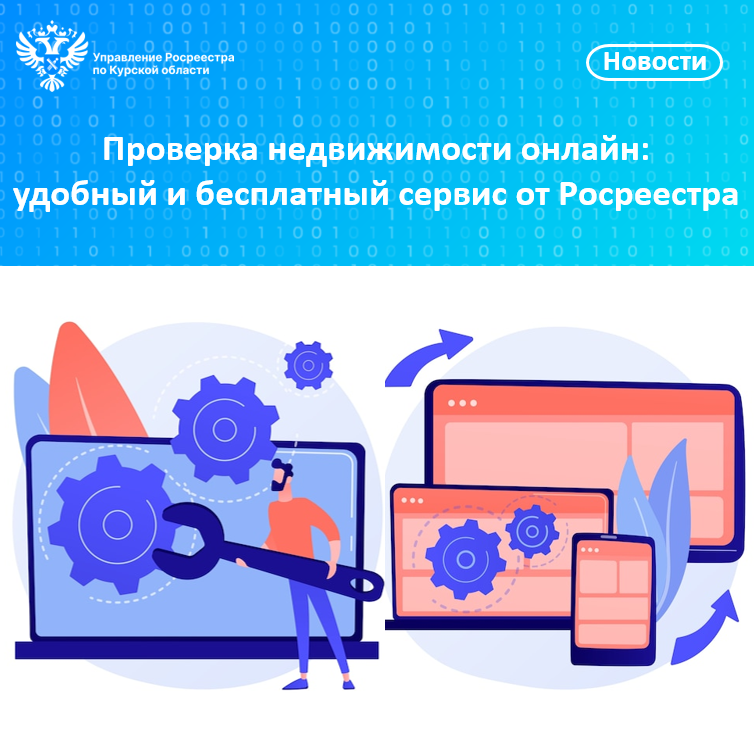 Управление Росреестра
по Курской области
Новости
Проверка недвижимости онлайн:
удобный и бесплатный сервис от Росреестра